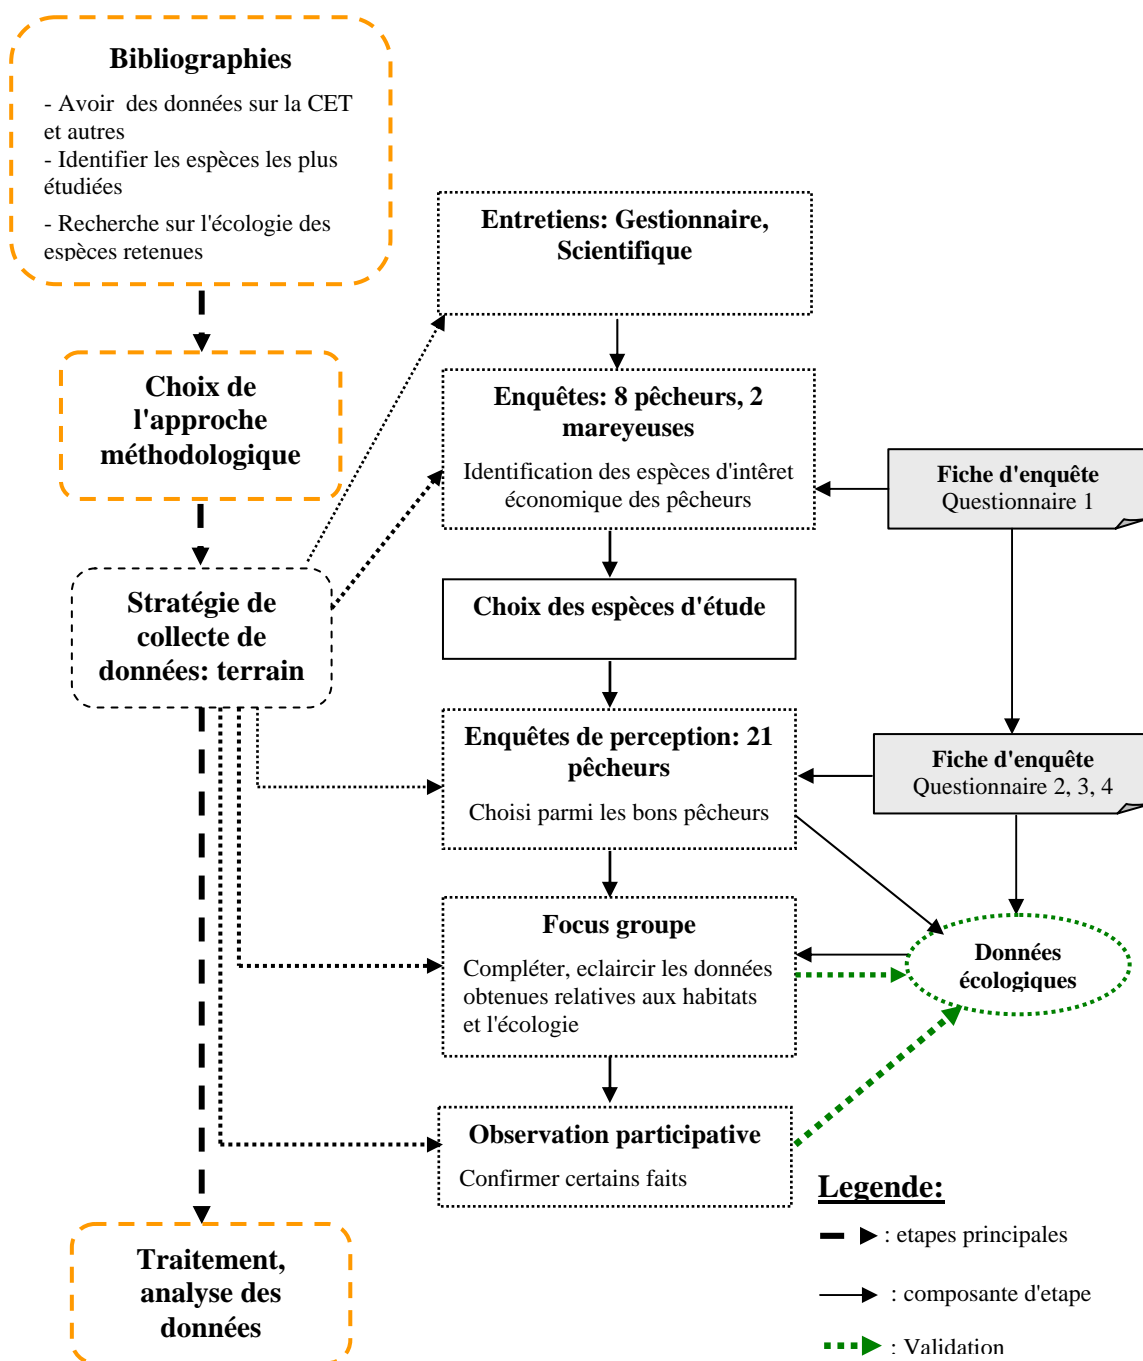 Bibliographies
- Avoir des données sur la CET
et autres
- Identifier les espèces les plus
étudiées
- Recherche sur l'écologie des
espèces retenues
Choix de
l'approche
méthodologique
Stratégie de
collecte de
données: terrain
Traitement,
analyse des
données
Entretiens: Gestionnaire,
Scientifique
Enquêtes: 8 pêcheurs, 2
mareyeuses
Identification des espèces d'intêret
économique des pêcheurs
Choix des espèces d'étude
Enquêtes de perception: 21
pêcheurs
Choisi parmi les bons pêcheurs
Focus groupe
Compléter, eclaircir les données
obtenues relatives aux habitats
et l'écologie
Observation participative
Confirmer certains faits
Fiche d'enquête
Questionnaire 1
Fiche d'enquête
Questionnaire 2, 3, 4
Données
écologiques
Legende:
: etapes principales
: composante d'etape
: Validation